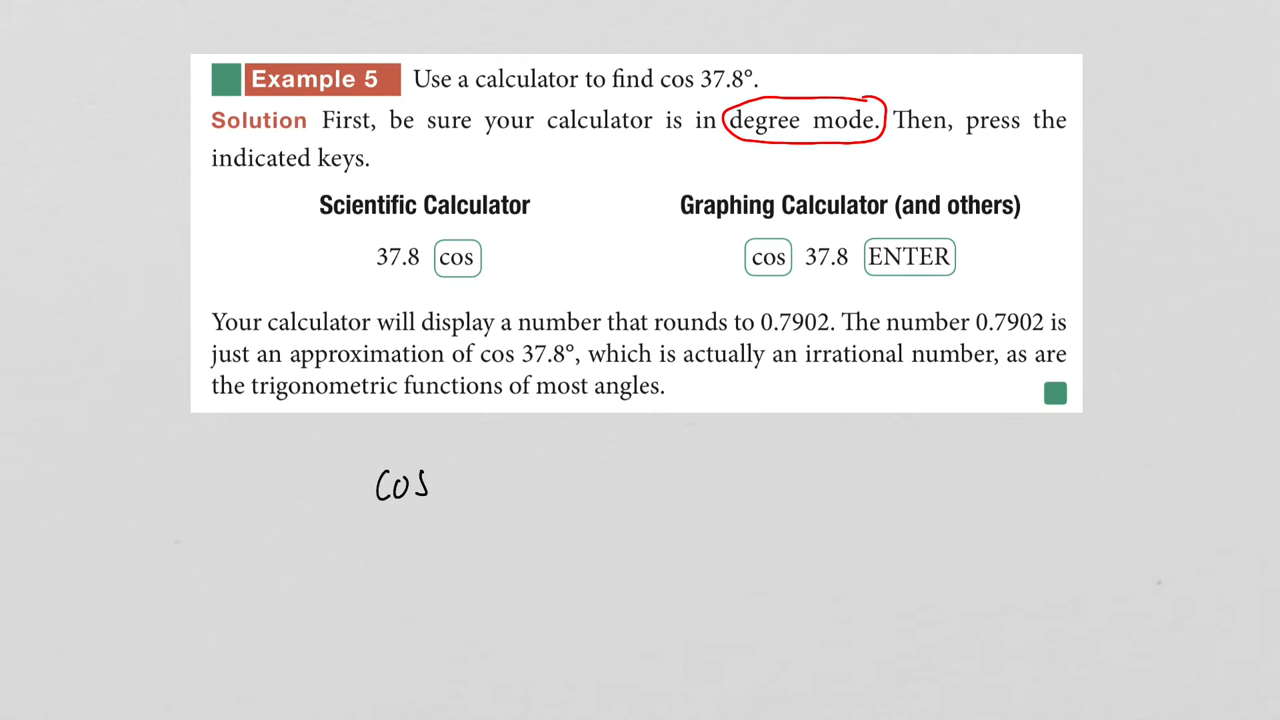 Example 5 Use a calculator to find cos 37.8°.
Solution First, be sure your calculator is in degree mode. Then, press the
indicated keys.
Scientific Calculator Graphing Calculator (and others)
37.8 cos cos 37.8 ENTER
Your calculator will display a number that rounds to 0.7902. The number 0.7902 is
just an approximation of cos 37.8°, which is actually an irrational number, as are
the trigonometric functions of most angles.
cos